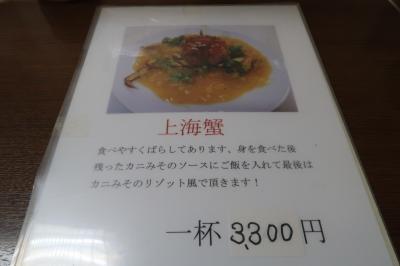 上海蟹
食べやすくばらしてあります、身を食べた後
残ったカニみそのソースにご飯を入れて最後は
カニみそのリゾット風で頂きます！
一杯 3,300円